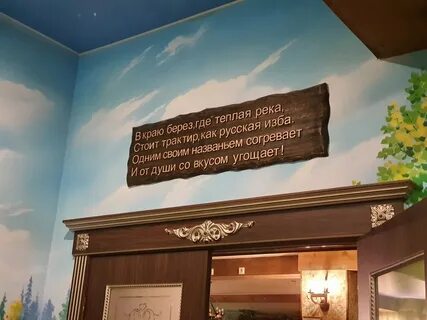 В краю берез, где теплая река,
Стоит трактир, как русская изба.
Одним своим названьем согревает
И от души со вкусом угощает!